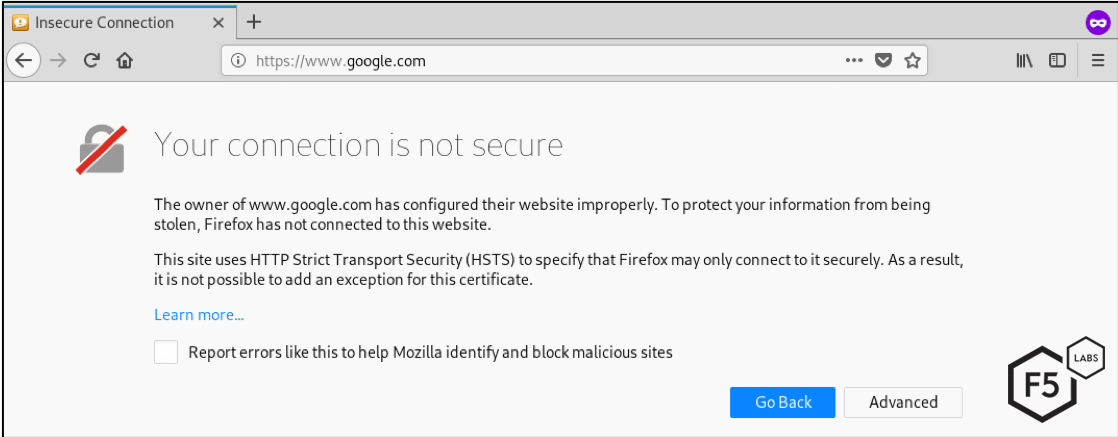 Insecure Connection
https://www.google.com
Your connection is not secure
The owner of www.google.com has configured their website improperly. To protect your information from being
stolen, Firefox has not connected to this website.
This site uses HTTP Strict Transport Security (HSTS) to specify that Firefox may only connect to it securely. As a result,
it is not possible to add an exception for this certificate.
Learn more...
Report errors like this to help Mozilla identify and block malicious sites
LABS
F5
Go Back
Advanced